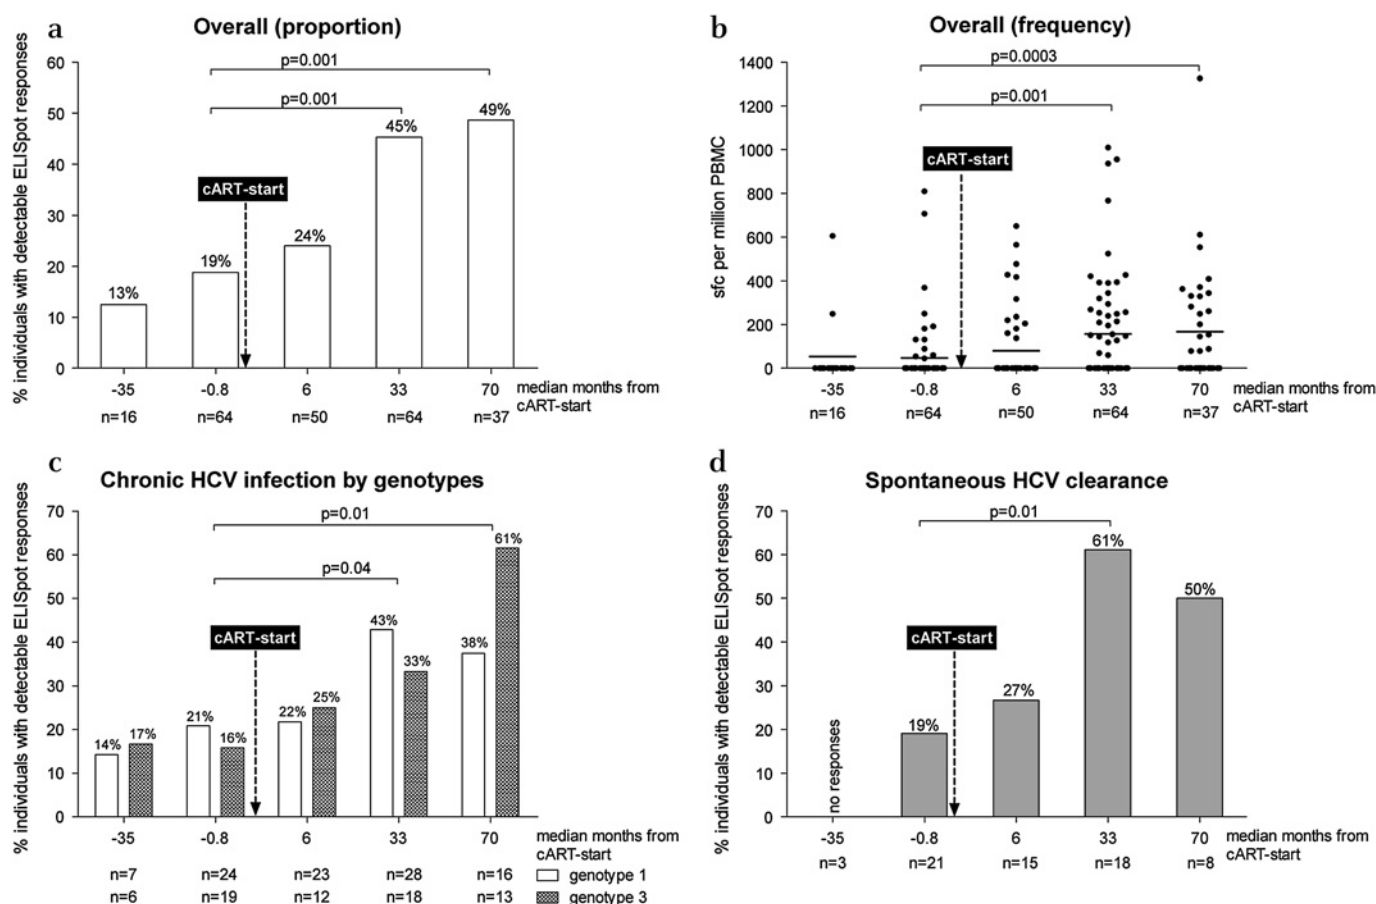 a
Overall (proportion)
% individuals with detectable ELISpot responses
60
50
40
30
20
10
0
p=0.001
p=0.001
cART-start
13%
19%
24%
45%
49%
-35 -0.8 6 33 70 median months from
cART-start
n=16 n=64 n=50 n=64 n=37
b
Overall (frequency)
sfc per million PBMC
1400
1200
1000
800
600
400
200
0
p=0.0003
p=0.001
cART-start
-35 -0.8 6 33 70 median months from
cART-start
n=16 n=64 n=50 n=64 n=37
c
Chronic HCV infection by genotypes
% individuals with detectable ELISpot responses
70
60
50
40
30
20
10
0
p=0.01
p=0.04
cART-start
14% 17%
21% 16%
22% 25%
43% 33%
38% 61%
-35 -0.8 6 33 70 median months from
cART-start
n=7 n=24 n=23 n=28 n=16 genotype 1
n=6 n=19 n=12 n=18 n=13 genotype 3
d
Spontaneous HCV clearance
% individuals with detectable ELISpot responses
70
60
50
40
30
20
10
0
p=0.01
cART-start
no responses
19%
27%
61%
50%
-35 -0.8 6 33 70 median months from
cART-start
n=3 n=21 n=15 n=18 n=8